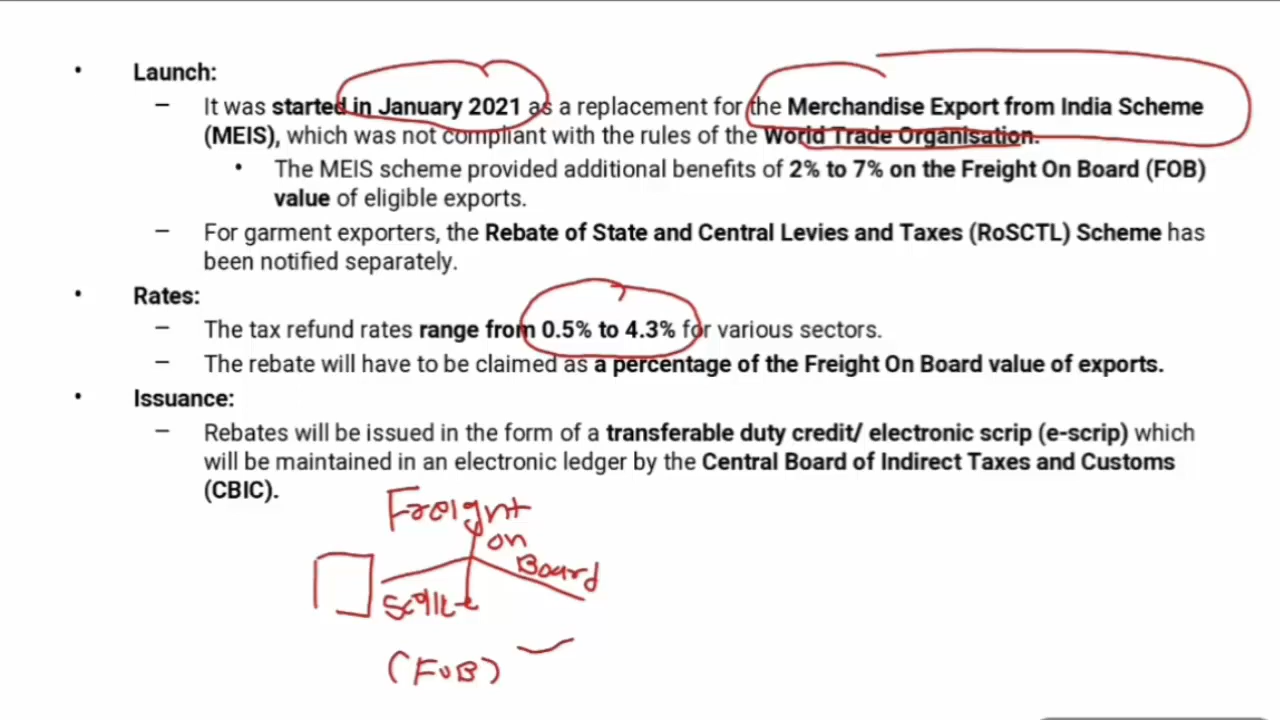 • Launch:
– It was started in January 2021 as a replacement for the Merchandise Export from India Scheme
(MEIS), which was not compliant with the rules of the World Trade Organisation.
• The MEIS scheme provided additional benefits of 2% to 7% on the Freight On Board (FOB)
value of eligible exports.
– For garment exporters, the Rebate of State and Central Levies and Taxes (RoSCTL) Scheme has
been notified separately.
• Rates:
– The tax refund rates range from 0.5% to 4.3% for various sectors.
– The rebate will have to be claimed as a percentage of the Freight On Board value of exports.
• Issuance:
– Rebates will be issued in the form of a transferable duty credit/ electronic scrip (e-scrip) which
will be maintained in an electronic ledger by the Central Board of Indirect Taxes and Customs
(CBIC).
Freight
on
Board
(FOB)